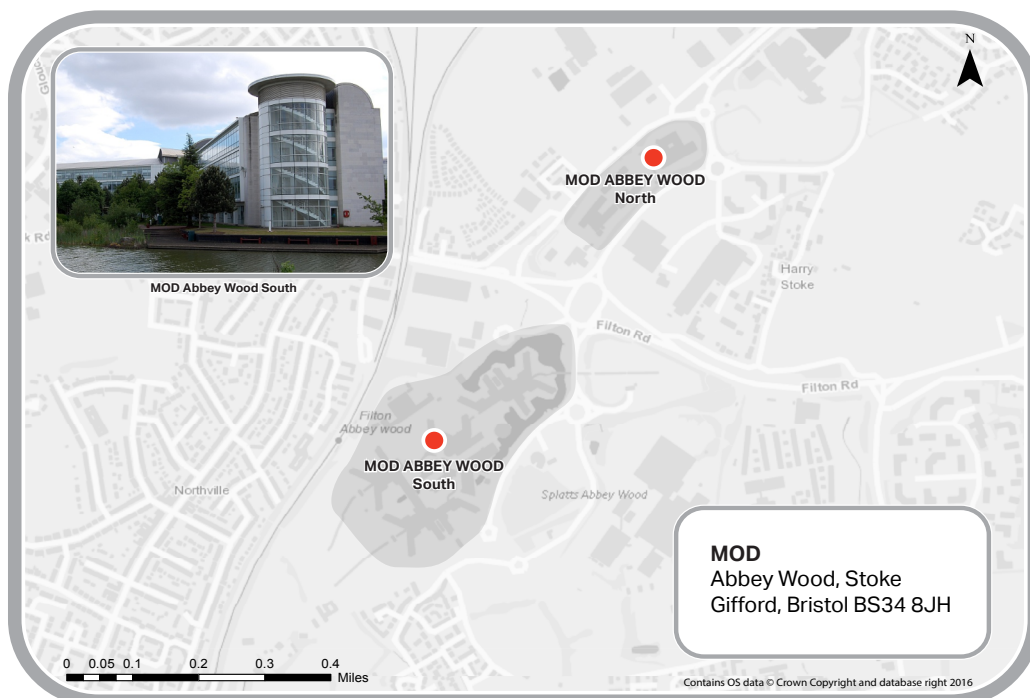 N
MOD ABBEY WOOD
North
MOD Abbey Wood South
Harry
Stoke
Filton Rd
Filton Rd
Filton
Abbey wood
MOD ABBEY WOOD
South
Northville
Splatts Abbey Wood
MOD
Abbey Wood, Stoke
Gifford, Bristol BS34 8JH
0 0.05 0.1 0.2 0.3 0.4
Miles
Contains OS data © Crown Copyright and database right 2016